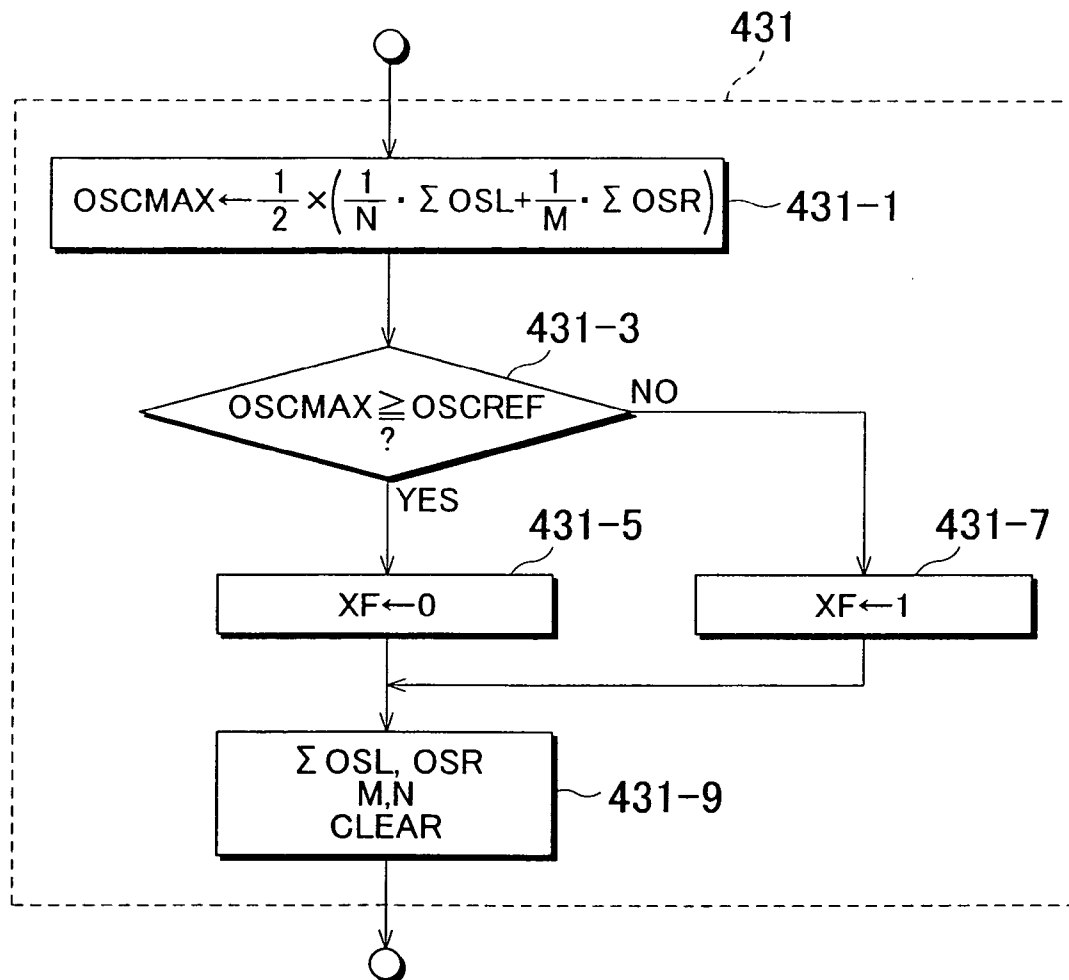 431
OSCMAX←1/2×(1/N・ΣOSL+1/M・ΣOSR)
431-1
431-3
OSCMAX≧OSCREF
?
NO
YES
431-5
431-7
XF←0
XF←1
ΣOSL, OSR
M,N
CLEAR
431-9